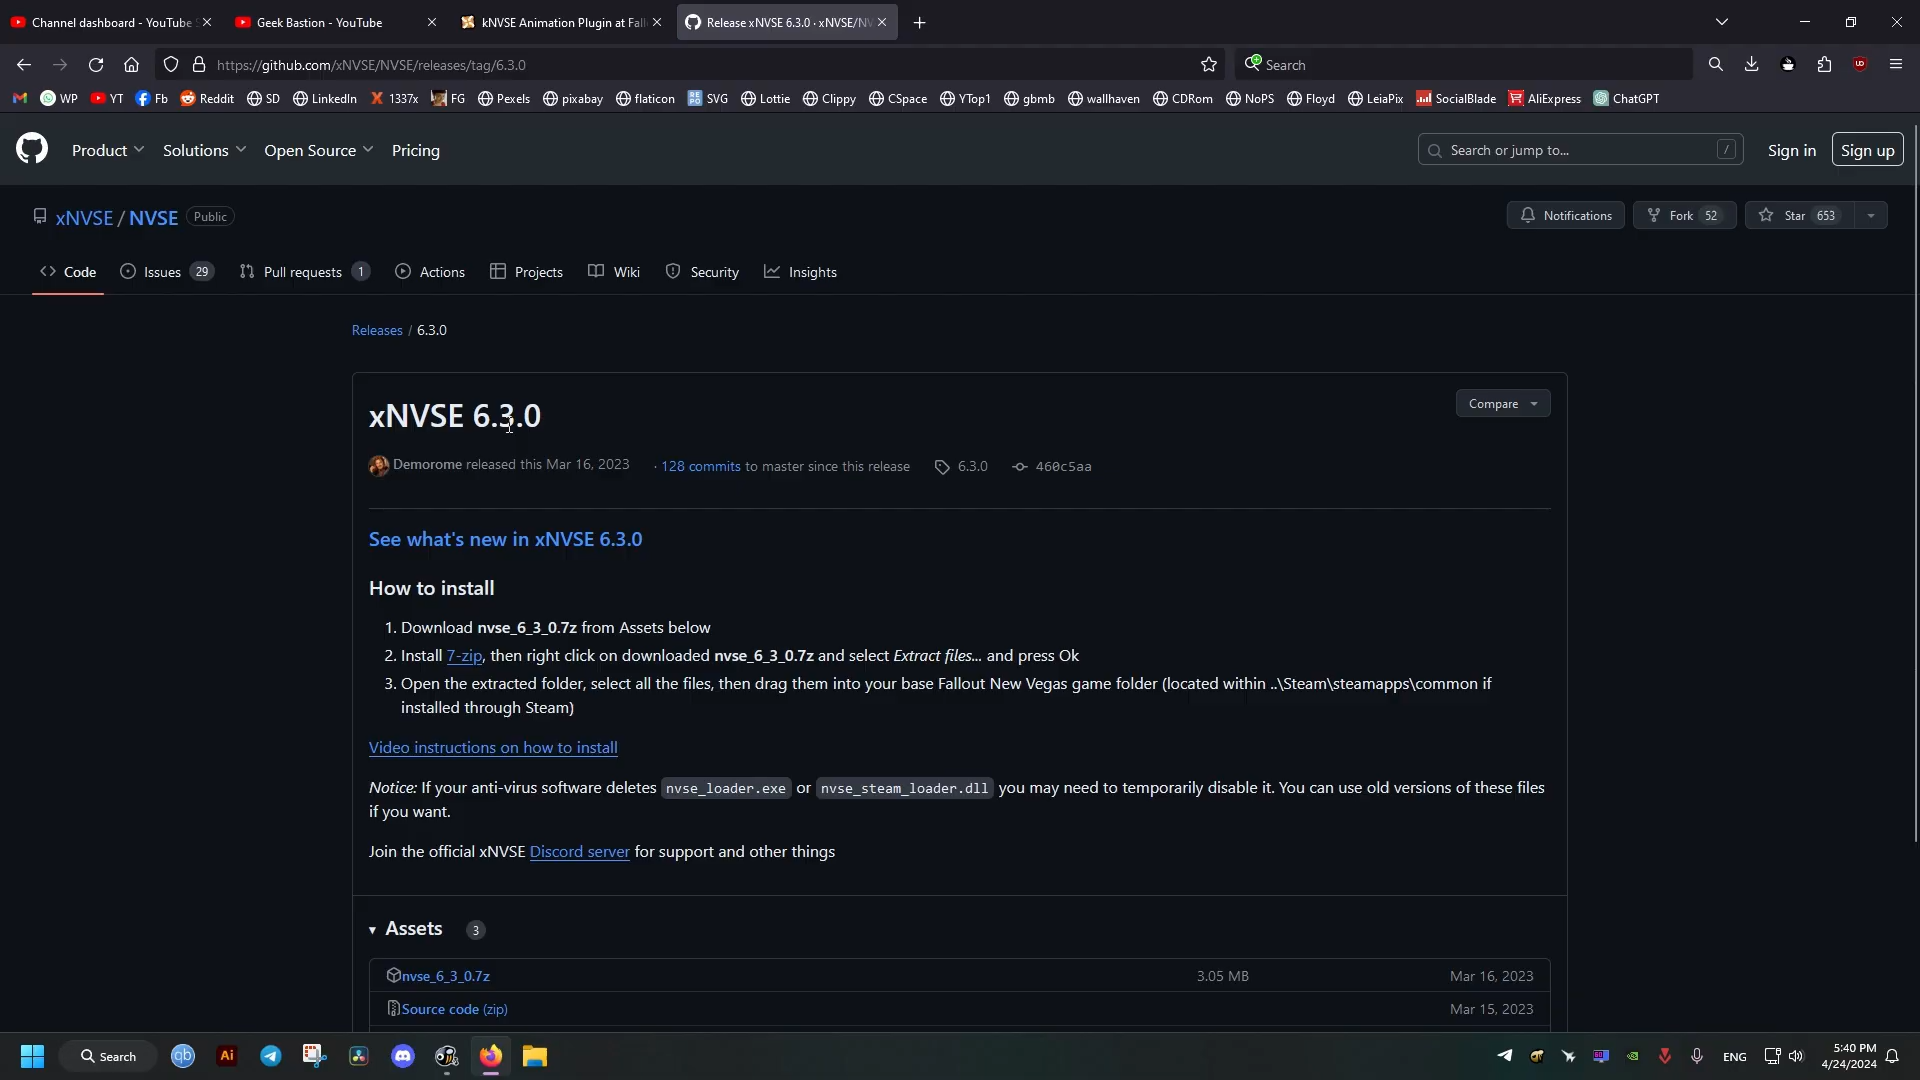 Channel dashboard - YouTube S
Geek Bastion - YouTube
kNVSE Animation Plugin at Fall
Release xNVSE 6.3.0 · xNVSE/NV
https://github.com/xNVSE/NVSE/releases/tag/6.3.0
Search
WP
YT
Fb
Reddit
SD
LinkedIn
1337x
FG
Pexels
pixabay
flaticon
SVG
Lottie
Clippy
CSpace
YTop1
gbmb
wallhaven
CDRom
NoPS
Floyd
LeiaPix
SocialBlade
AliExpress
ChatGPT
Product
Solutions
Open Source
Pricing
Search or jump to...
/
Sign in
Sign up
xNVSE / NVSE
Public
Notifications
Fork 52
Star 653
Code
Issues 29
Pull requests 1
Actions
Projects
Wiki
Security
Insights
Releases / 6.3.0
xNVSE 6.3.0
Compare
Demorome released this Mar 16, 2023
· 128 commits to master since this release
6.3.0
460c5aa
See what's new in xNVSE 6.3.0
How to install
1. Download nvse_6_3_0.7z from Assets below
2. Install 7-zip, then right click on downloaded nvse_6_3_0.7z and select Extract files... and press Ok
3. Open the extracted folder, select all the files, then drag them into your base Fallout New Vegas game folder (located within ..\Steam\steamapps\common if
installed through Steam)
Video instructions on how to install
Notice: If your anti-virus software deletes nvse_loader.exe or nvse_steam_loader.dll you may need to temporarily disable it. You can use old versions of these files
if you want.
Join the official xNVSE Discord server for support and other things
Assets 3
nvse_6_3_0.7z
3.05 MB
Mar 16, 2023
Source code (zip)
Mar 15, 2023
Search
qb
Ai
ENG
5:40 PM
4/24/2024